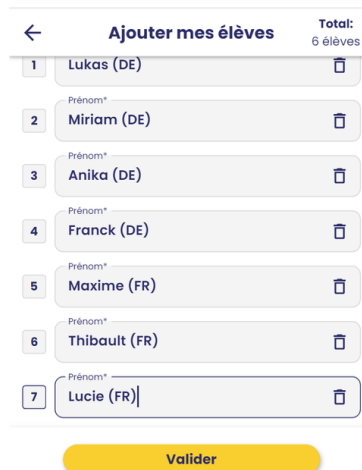 Ajouter mes élèves
Total:
6 élèves
1
Lukas (DE)
Prénom*
2
Miriam (DE)
Prénom*
3
Anika (DE)
Prénom*
4
Franck (DE)
Prénom*
5
Maxime (FR)
Prénom*
6
Thibault (FR)
Prénom*
7
Lucie (FR)
Valider